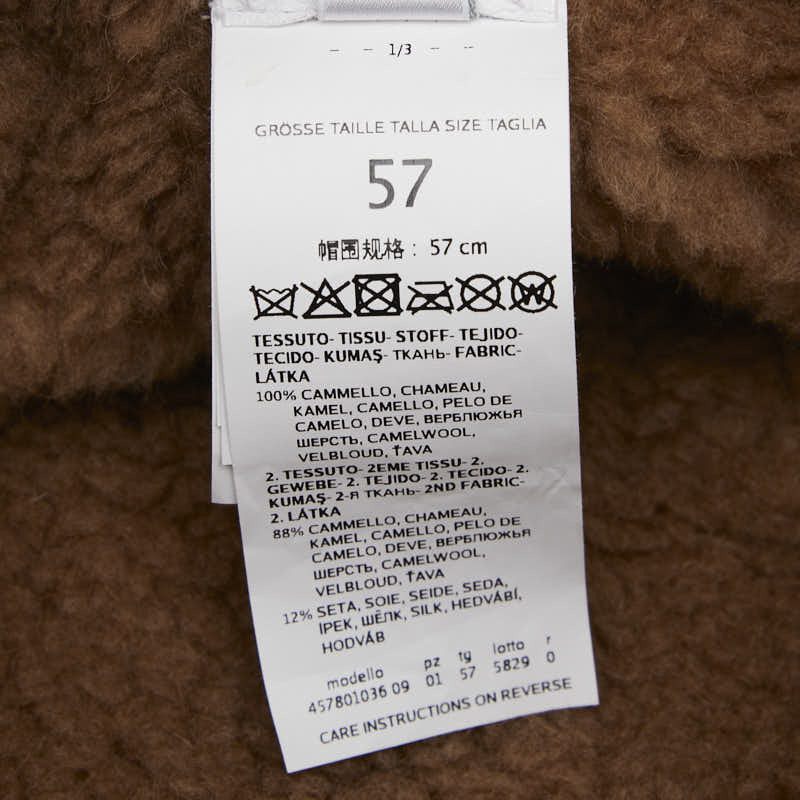 - - 1/3 - -
GRÖSSE TAILLE TALLA SIZE TAGLIA
57
帽围规格: 57 cm
TESSUTO- TISSU- STOFF- TEJIDO-
TECIDO- KUMAŞ- ТКАНЬ- FABRIC-
LÁTKA
100% CAMMELLO, CHAMEAU,
KAMEL, CAMELLO, PELO DE
CAMELO, DEVE, ВЕРБЛЮЖЬЯ
ШЕРСТЬ, CAMELWOOL,
VELBLOUD, ŤAVA
2. TESSUTO- 2EME TISSU- 2.
GEWEBE- 2. TEJIDO- 2. TECIDO- 2.
KUMAŞ- 2-Я ТКАНЬ- 2ND FABRIC-
2. LÁTKA
88% CAMMELLO, CHAMEAU,
KAMEL, CAMELLO, PELO DE
CAMELO, DEVE, ВЕРБЛЮЖЬЯ
ШЕРСТЬ, CAMELWOOL,
VELBLOUD, ŤAVA
12% SETA, SOIE, SEIDE, SEDA,
IPEK, ШЁЛК, SILK, HEDVÁBÍ,
HODVÁB
modello pz tg lotto r
457801036 09 01 57 5829 0
CARE INSTRUCTIONS ON REVERSE